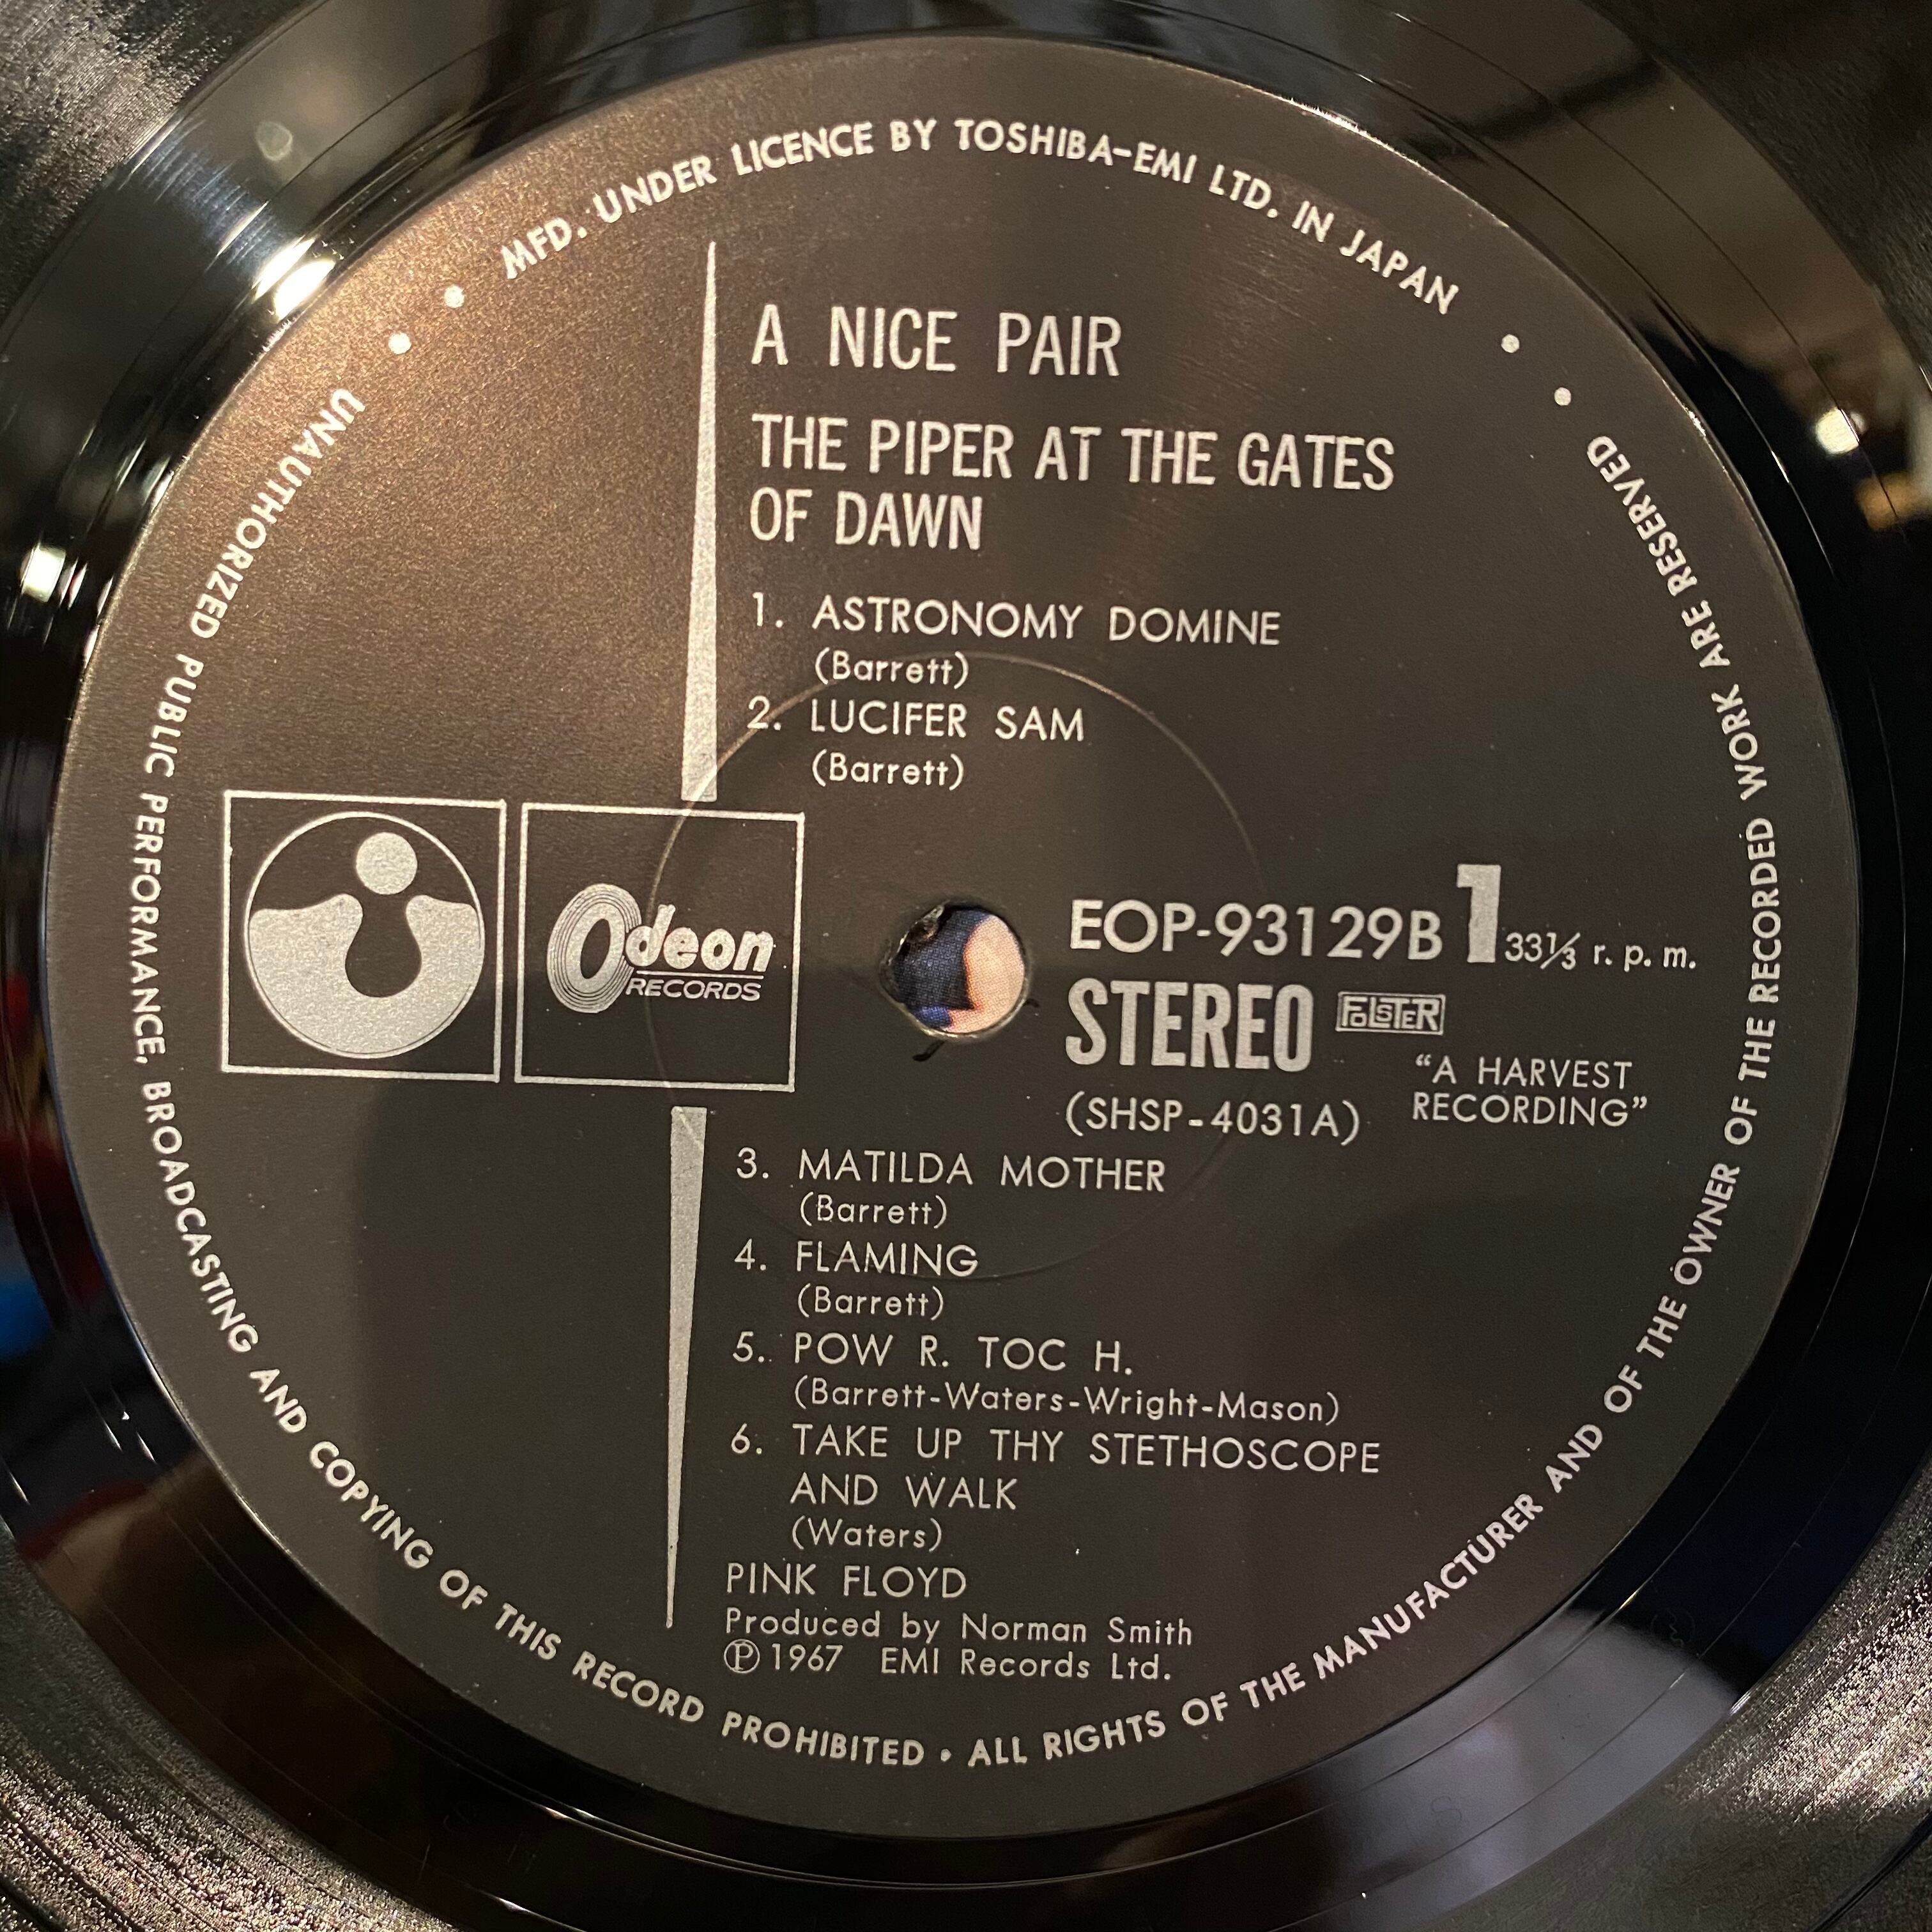 MFD. UNDER LICENCE BY TOSHIBA-EMI LTD. IN JAPAN
A NICE PAIR
THE PIPER AT THE GATES
OF DAWN
1. ASTRONOMY DOMINE
(Barrett)
2. LUCIFER SAM
(Barrett)
Odeon
RECORDS
EOP-93129B 1 33⅓ r. p. m.
STEREO FOLSTER
"A HARVEST
RECORDING"
(SHSP-4031A)
3. MATILDA MOTHER
(Barrett)
4. FLAMING
(Barrett)
5. POW R. TOC H.
(Barrett-Waters-Wright-Mason)
6. TAKE UP THY STETHOSCOPE
AND WALK
(Waters)
PINK FLOYD
Produced by Norman Smith
Ⓟ1967 EMI Records Ltd.
UNAUTHORIZED PUBLIC PERFORMANCE, BROADCASTING AND COPYING OF THIS RECORD PROHIBITED • ALL RIGHTS OF THE MANUFACTURER AND OF THE OWNER OF THE RECORDED WORK ARE RESERVED